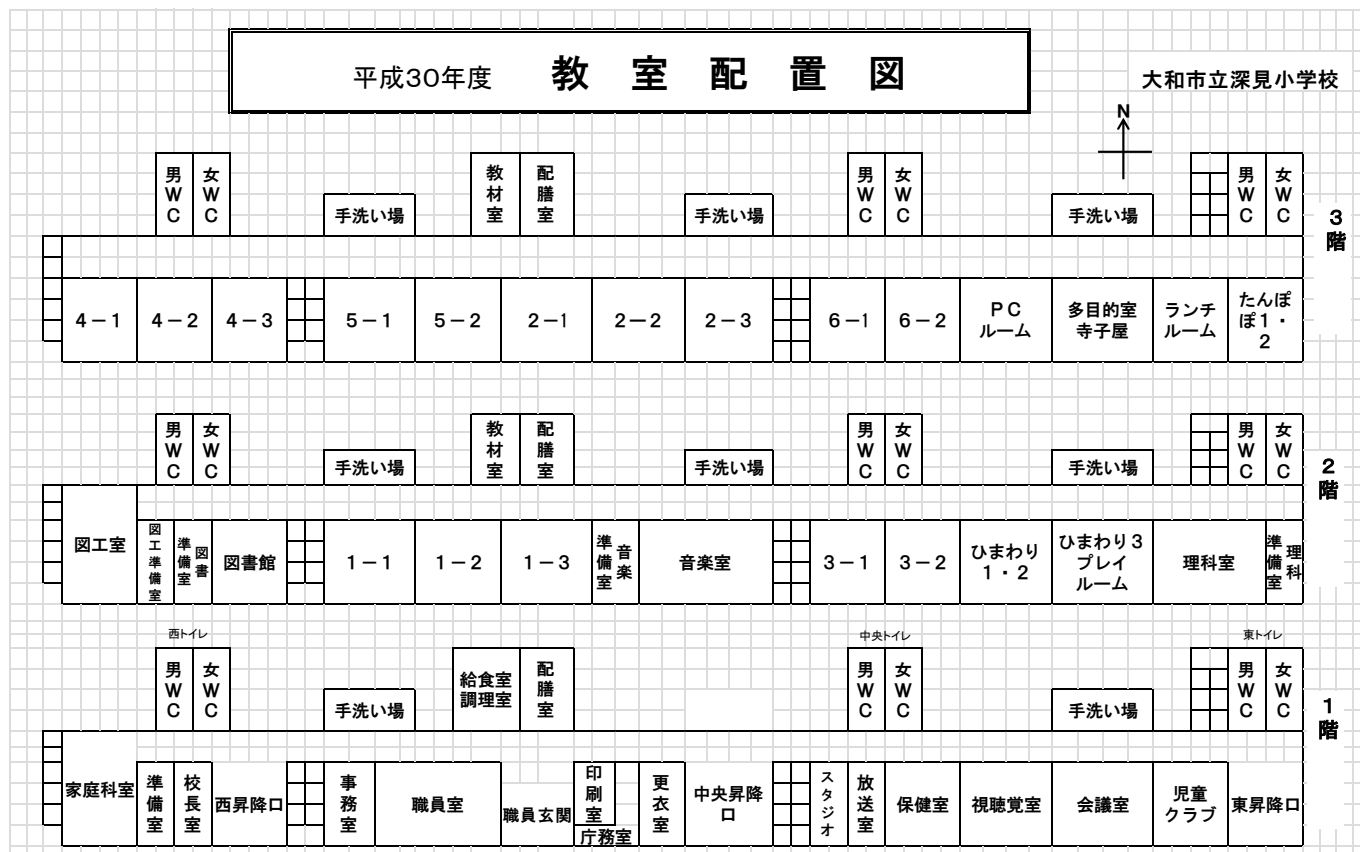 平成30年度 教室配置図
大和市立深見小学校
N
3階
男WC 女WC 教材室 配膳室 男WC 女WC 男WC 女WC
手洗い場 手洗い場 手洗い場
4－1 4－2 4－3 5－1 5－2 2－1 2－2 2－3 6－1 6－2 PCルーム 多目的室寺子屋 ランチルーム たんぽぽ1・2
2階
男WC 女WC 教材室 配膳室 男WC 女WC 男WC 女WC
手洗い場 手洗い場 手洗い場
図工室 図工準備室 図書準備室 図書館 1－1 1－2 1－3 音楽準備室 音楽室 3－1 3－2 ひまわり1・2 ひまわり3プレイルーム 理科室 理科準備室
西トイレ 中央トイレ 東トイレ
1階
男WC 女WC 給食室調理室 配膳室 男WC 女WC 男WC 女WC
手洗い場 手洗い場
家庭科室 準備室 校長室 西昇降口 事務室 職員室 職員玄関 印刷室 庁務室 更衣室 中央昇降口 スタジオ 放送室 保健室 視聴覚室 会議室 児童クラブ 東昇降口